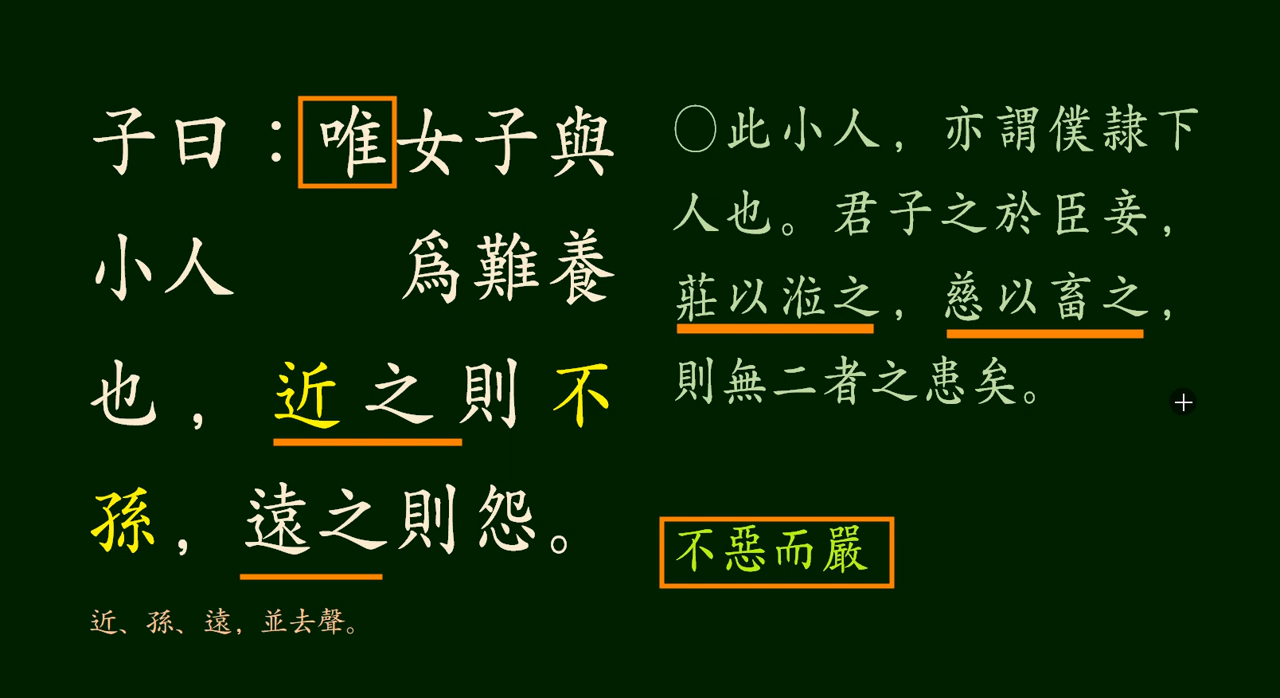 子曰：唯女子與
小人　　爲難養
也，近之則不
孫，遠之則怨。
近、孫、遠，並去聲。
○此小人，亦謂僕隷下
人也。君子之於臣妾，
莊以涖之，慈以畜之，
則無二者之患矣。
不惡而嚴